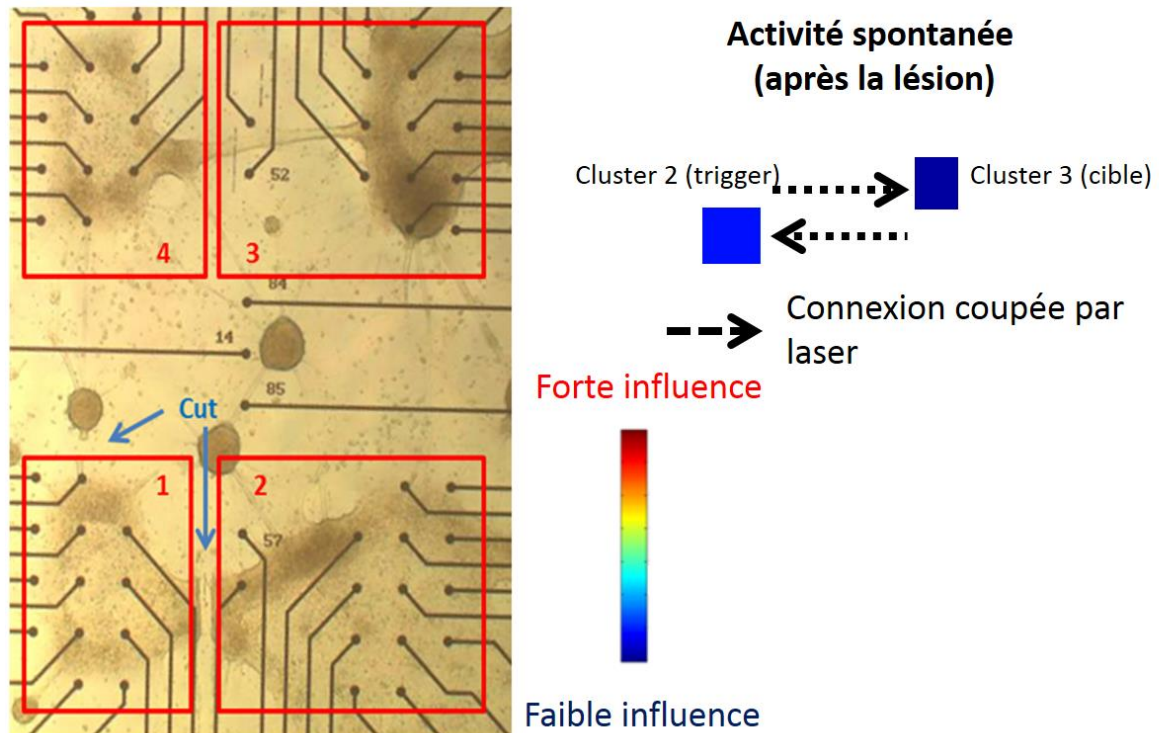 Activité spontanée
(après la lésion)
Cluster 2 (trigger)
Cluster 3 (cible)
Connexion coupée par
laser
Forte influence
Faible influence
52
4
3
84
14
85
Cut
1
2
57